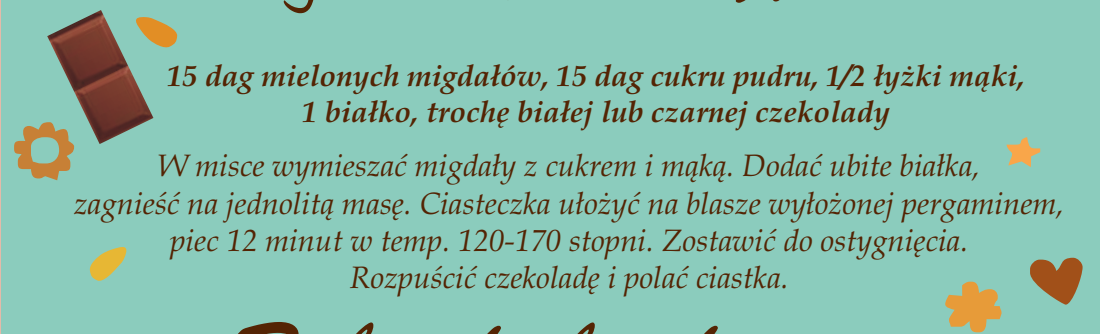 15 dag mielonych migdałów, 15 dag cukru pudru, 1/2 łyżki mąki,
1 białko, trochę białej lub czarnej czekolady
W misce wymieszać migdały z cukrem i mąką. Dodać ubite białka,
zagnieść na jednolitą masę. Ciasteczka ułożyć na blasze wyłożonej pergaminem,
piec 12 minut w temp. 120-170 stopni. Zostawić do ostygnięcia.
Rozpuścić czekoladę i polać ciastka.